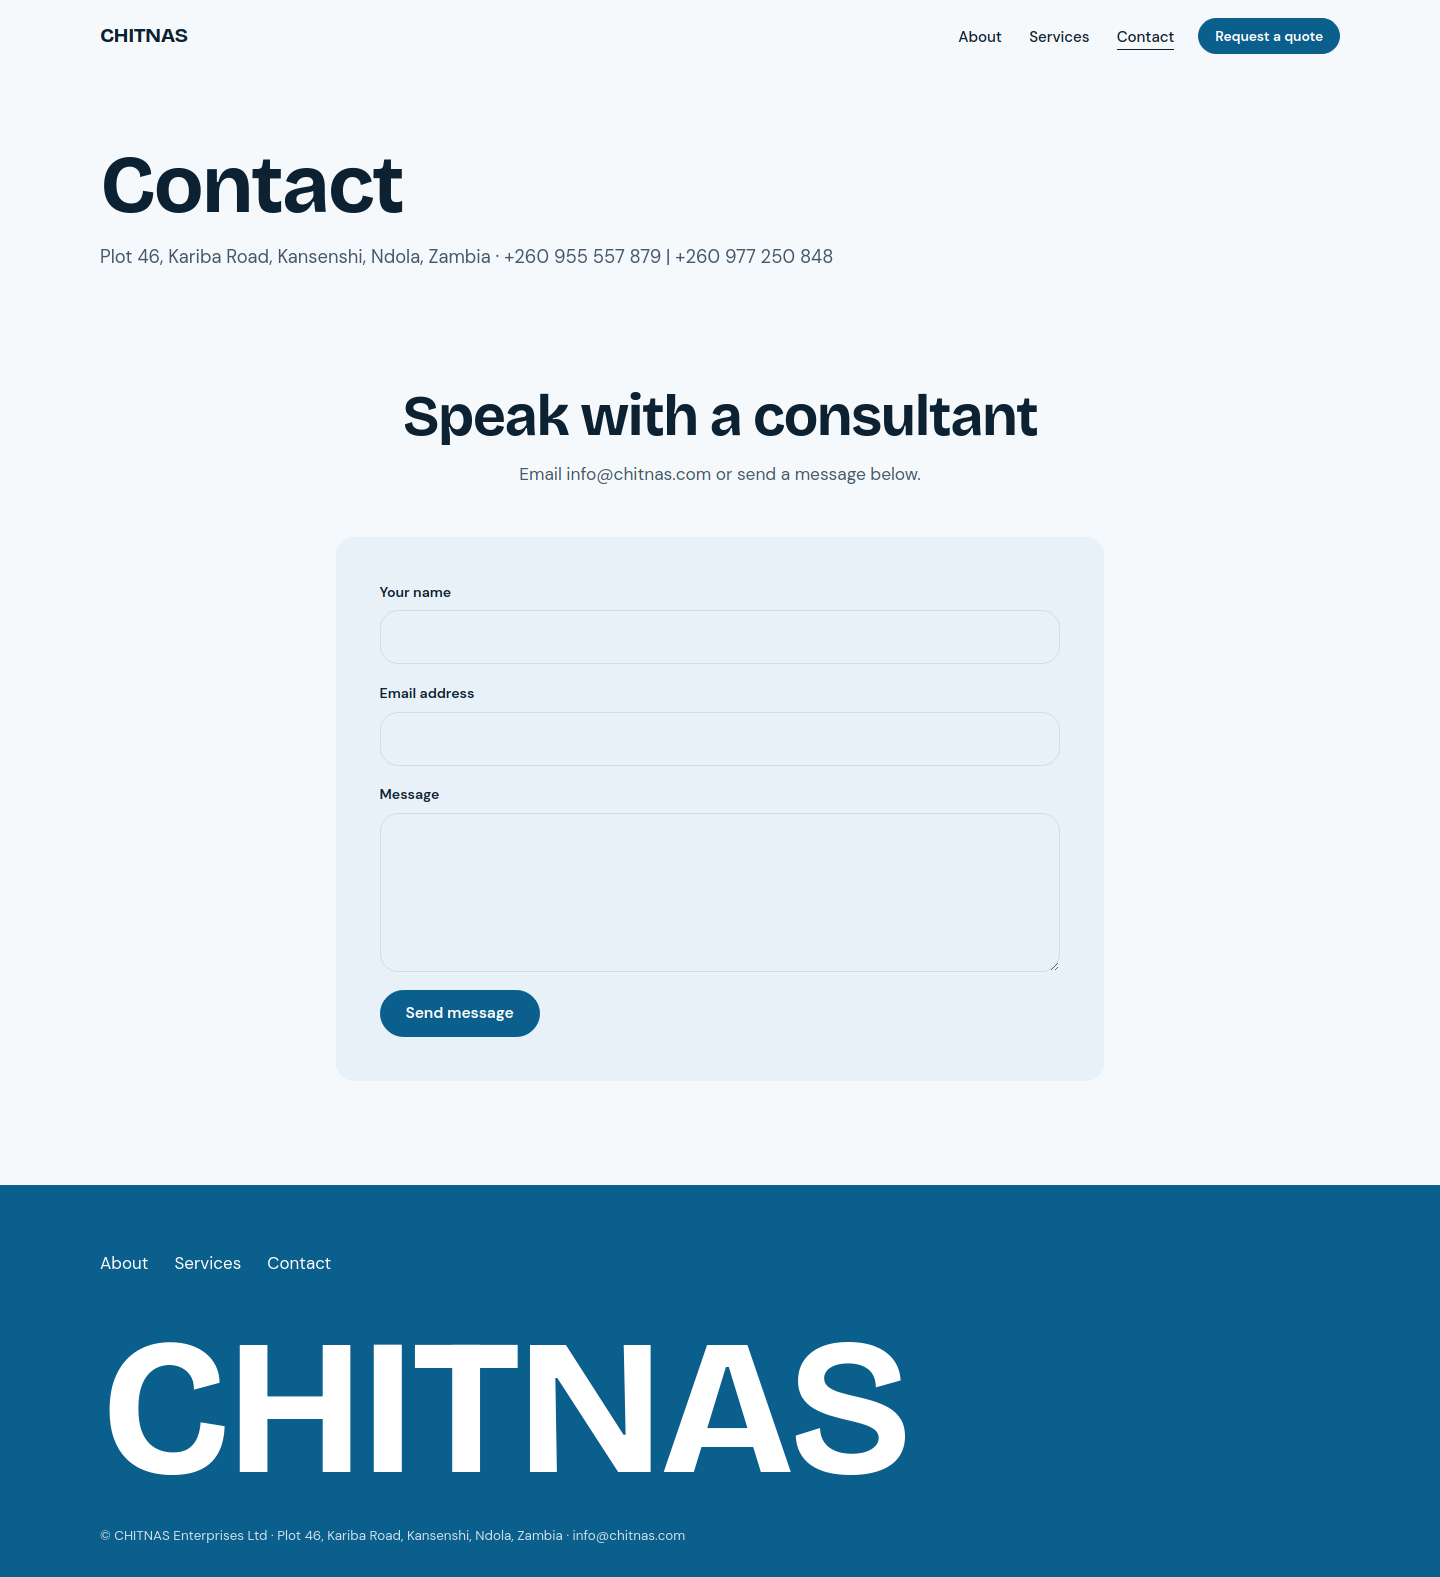 CHITNAS
About Services Contact Request a quote
Contact
Plot 46, Kariba Road, Kansenshi, Ndola, Zambia · +260 955 557 879 | +260 977 250 848
Speak with a consultant
Email info@chitnas.com or send a message below.
Your name
Email address
Message
Send message
About Services Contact
CHITNAS
© CHITNAS Enterprises Ltd · Plot 46, Kariba Road, Kansenshi, Ndola, Zambia · info@chitnas.com